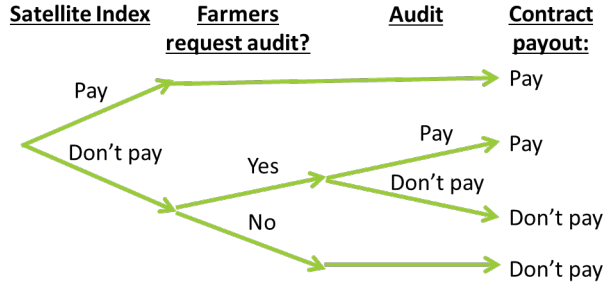 Satellite Index
Farmers
request audit?
Audit
Contract
payout:
Pay
Pay
Don’t pay
Yes
Pay
Pay
Don’t pay
No
Don’t pay
Don’t pay